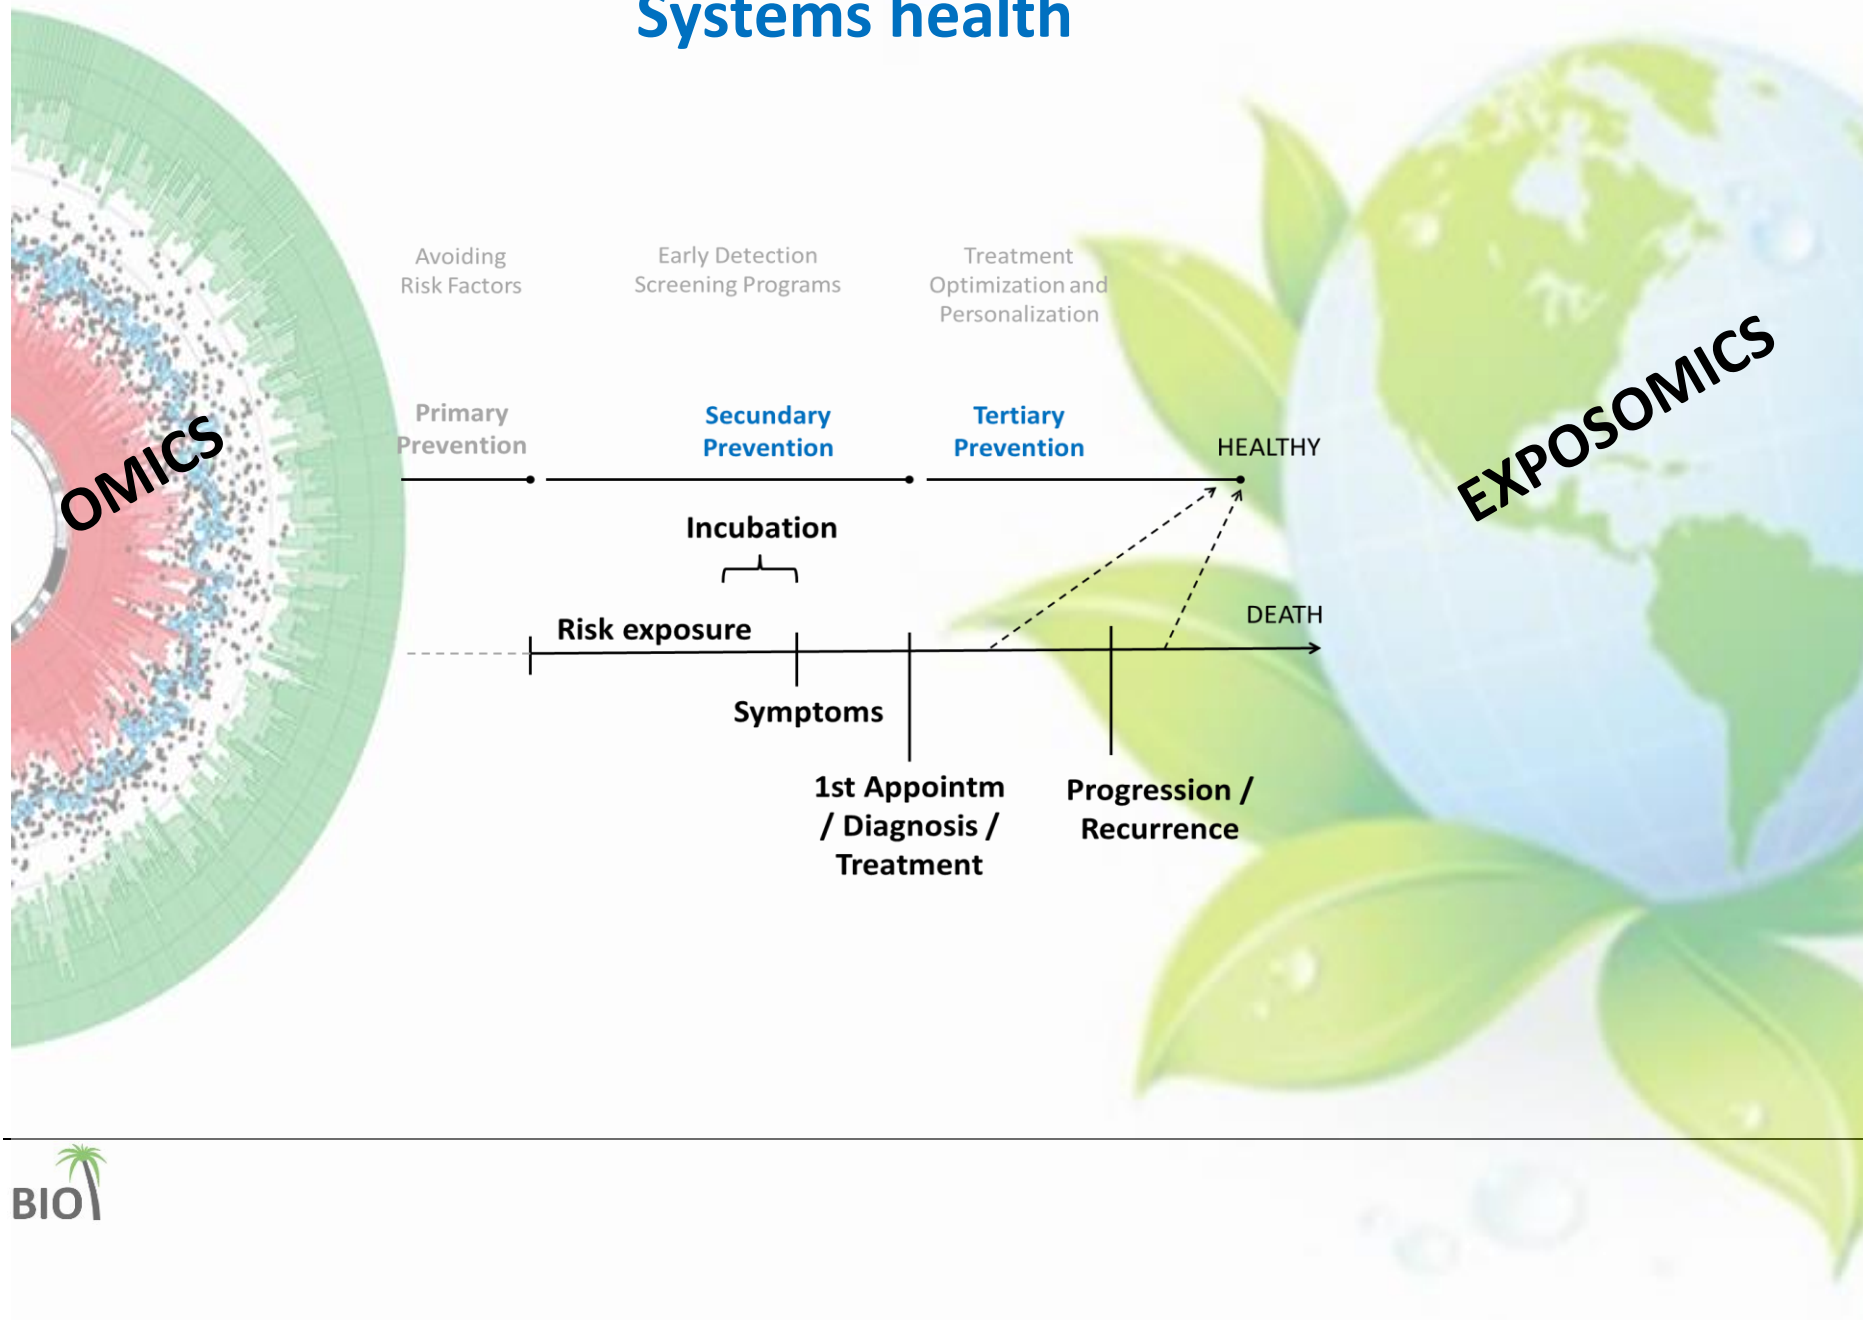 Systems health
Avoiding
Risk Factors
Early Detection
Screening Programs
Treatment
Optimization and
Personalization
Primary
Prevention
Secundary
Prevention
Tertiary
Prevention
HEALTHY
OMICS
EXPOSOMICS
Incubation
Risk exposure
DEATH
Symptoms
1st Appointm
/ Diagnosis /
Treatment
Progression /
Recurrence
BIO